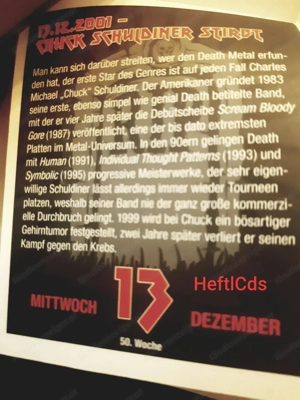 13.12.2001 –
CHUCK SCHULDINER STIRBT
Man kann sich darüber streiten, wer den Death Metal erfun-
den hat, der erste Star des Genres ist auf jeden Fall Charles
Michael „Chuck“ Schuldiner. Der Amerikaner gründet 1983
seine erste, ebenso simpel wie genial Death betitelte Band,
mit der er vier Jahre später die Debütscheibe Scream Bloody
Gore (1987) veröffentlicht, eine der bis dato extremsten
Platten im Metal-Universum. In den 90ern gelingen Death
mit Human (1991), Individual Thought Patterns (1993) und
Symbolic (1995) progressive Meisterwerke, der sehr eigen-
willige Schuldiner lässt allerdings immer wieder Tourneen
platzen, weshalb seiner Band nie der ganz große kommerzi-
elle Durchbruch gelingt. 1999 wird bei Chuck ein bösartiger
Gehirntumor festgestellt, zwei Jahre später verliert er seinen
Kampf gegen den Krebs.
HeftlCds
MITTWOCH 13 DEZEMBER
50. Woche